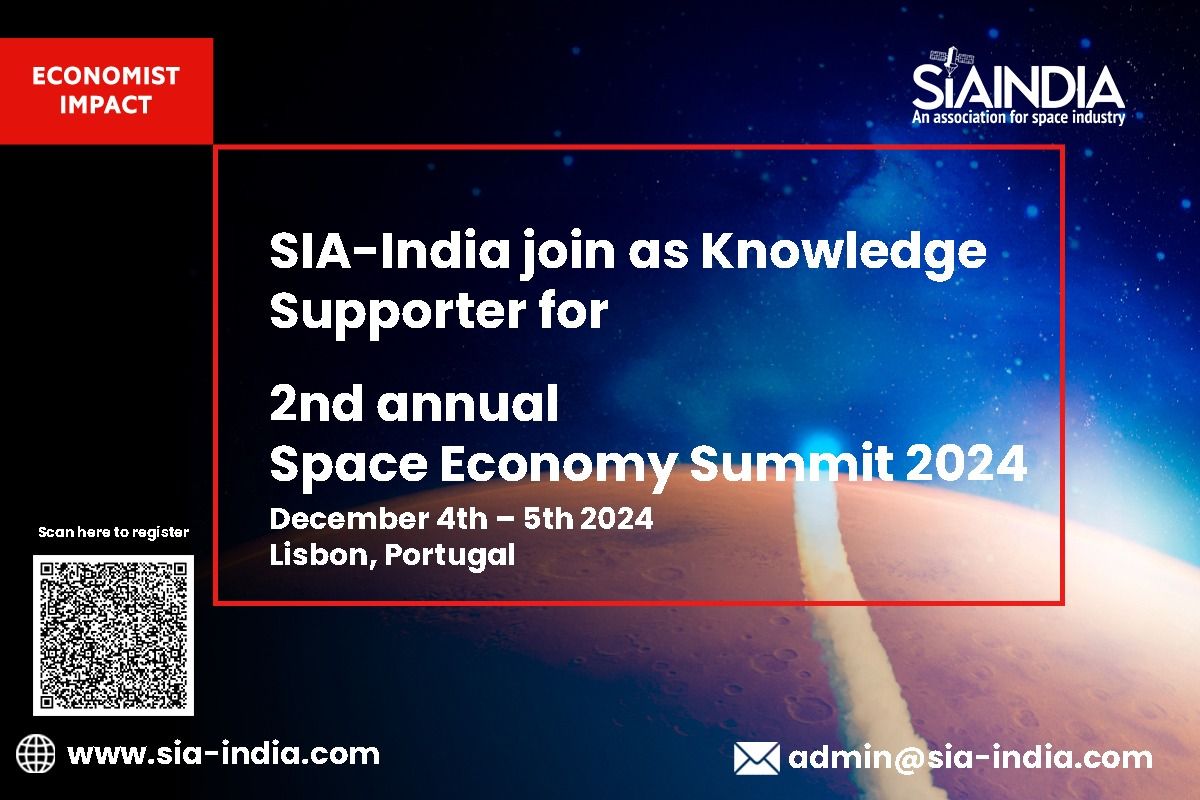 ECONOMIST
IMPACT
SIAINDIA
An association for space industry
SIA-India join as Knowledge
Supporter for
2nd annual
Space Economy Summit 2024
December 4th – 5th 2024
Lisbon, Portugal
Scan here to register
www.sia-india.com
admin@sia-india.com